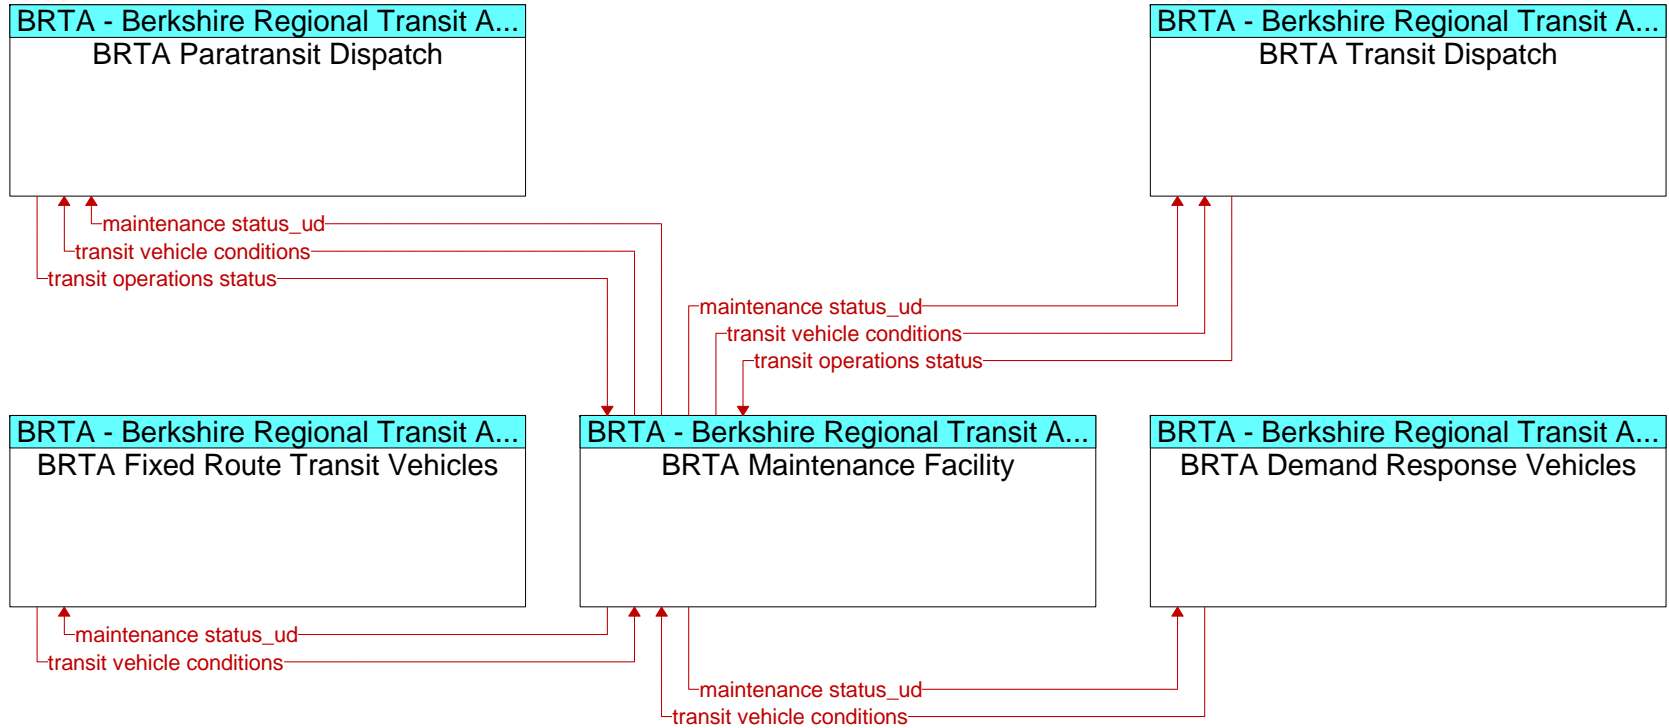 BRTA - Berkshire Regional Transit A...
BRTA Paratransit Dispatch
BRTA - Berkshire Regional Transit A...
BRTA Transit Dispatch
maintenance status_ud
transit vehicle conditions
transit operations status
maintenance status_ud
transit vehicle conditions
transit operations status
BRTA - Berkshire Regional Transit A...
BRTA Fixed Route Transit Vehicles
BRTA - Berkshire Regional Transit A...
BRTA Maintenance Facility
BRTA - Berkshire Regional Transit A...
BRTA Demand Response Vehicles
maintenance status_ud
transit vehicle conditions
maintenance status_ud
transit vehicle conditions